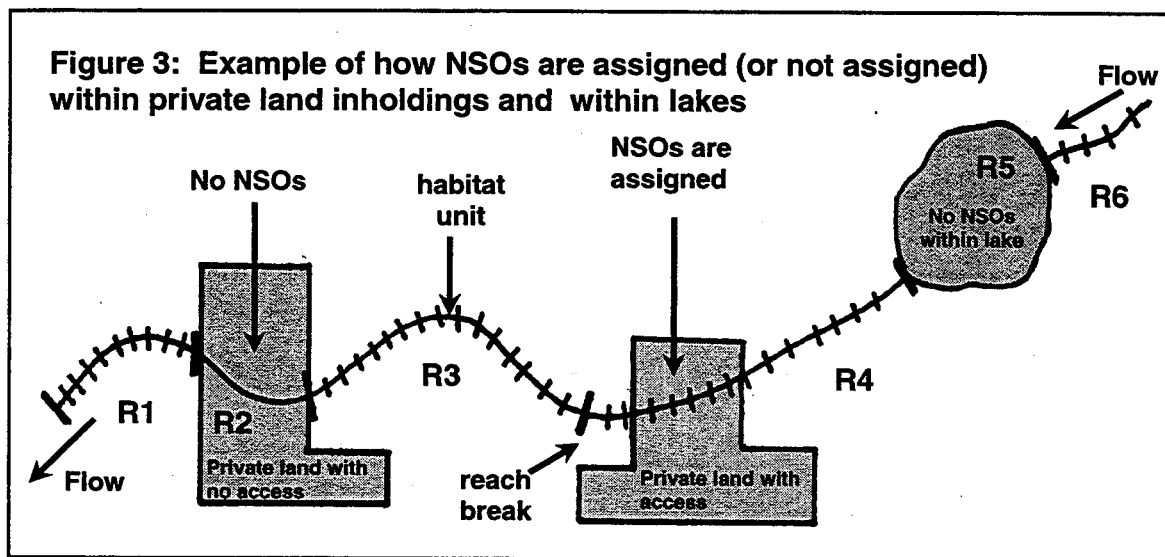 Figure 3: Example of how NSOs are assigned (or not assigned)
within private land inholdings and within lakes
Flow
No NSOs
habitat
unit
NSOs are
assigned
R5
No NSOs
within lake
R6
R1
R2
R3
R4
Flow
Private land with
no access
reach
break
Private land with
access